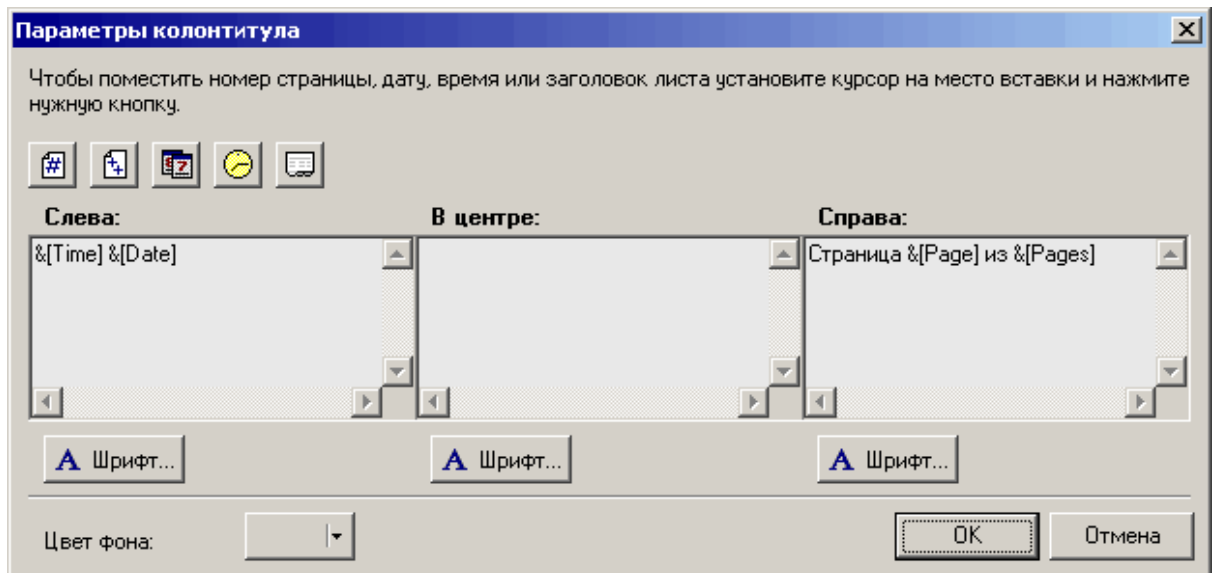 Параметры колонтитула
Чтобы поместить номер страницы, дату, время или заголовок листа установите курсор на место вставки и нажмите
нужную кнопку.
Слева: В центре: Справа:
&[Time] &[Date] Страница &[Page] из &[Pages]
A Шрифт... A Шрифт... A Шрифт...
Цвет фона: OK Отмена